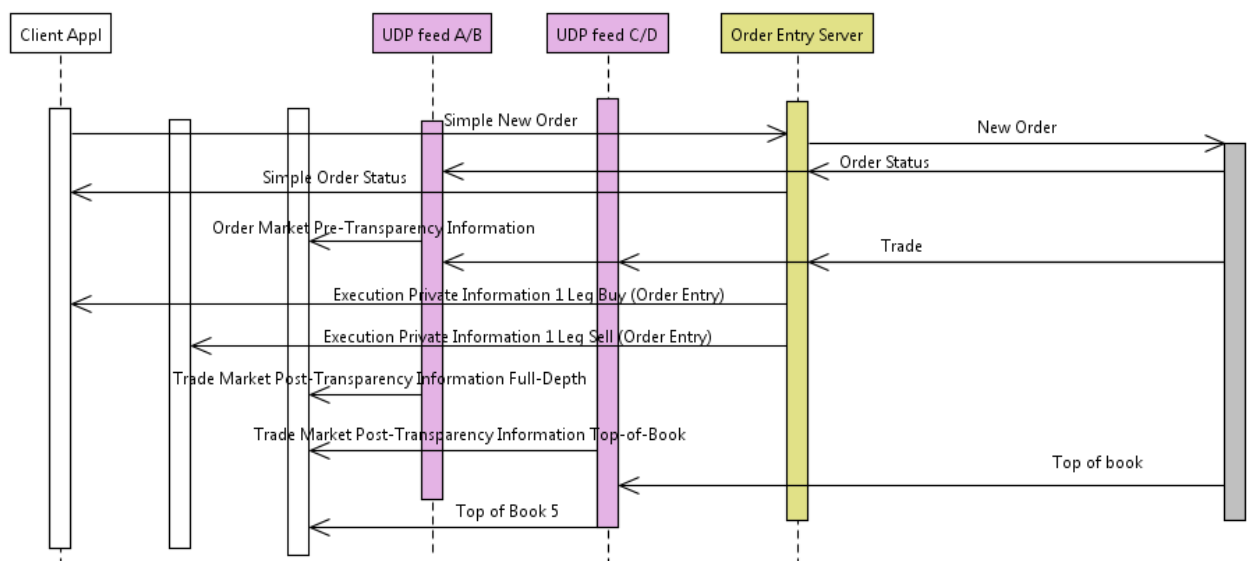 Client Appl
UDP feed A/B
UDP feed C/D
Order Entry Server
Simple New Order
New Order
Order Status
Simple Order Status
Order Market Pre-Transparency Information
Trade
Execution Private Information 1 Leg Buy (Order Entry)
Execution Private Information 1 Leg Sell (Order Entry)
Trade Market Post-Transparency Information Full-Depth
Trade Market Post-Transparency Information Top-of-Book
Top of book
Top of Book 5